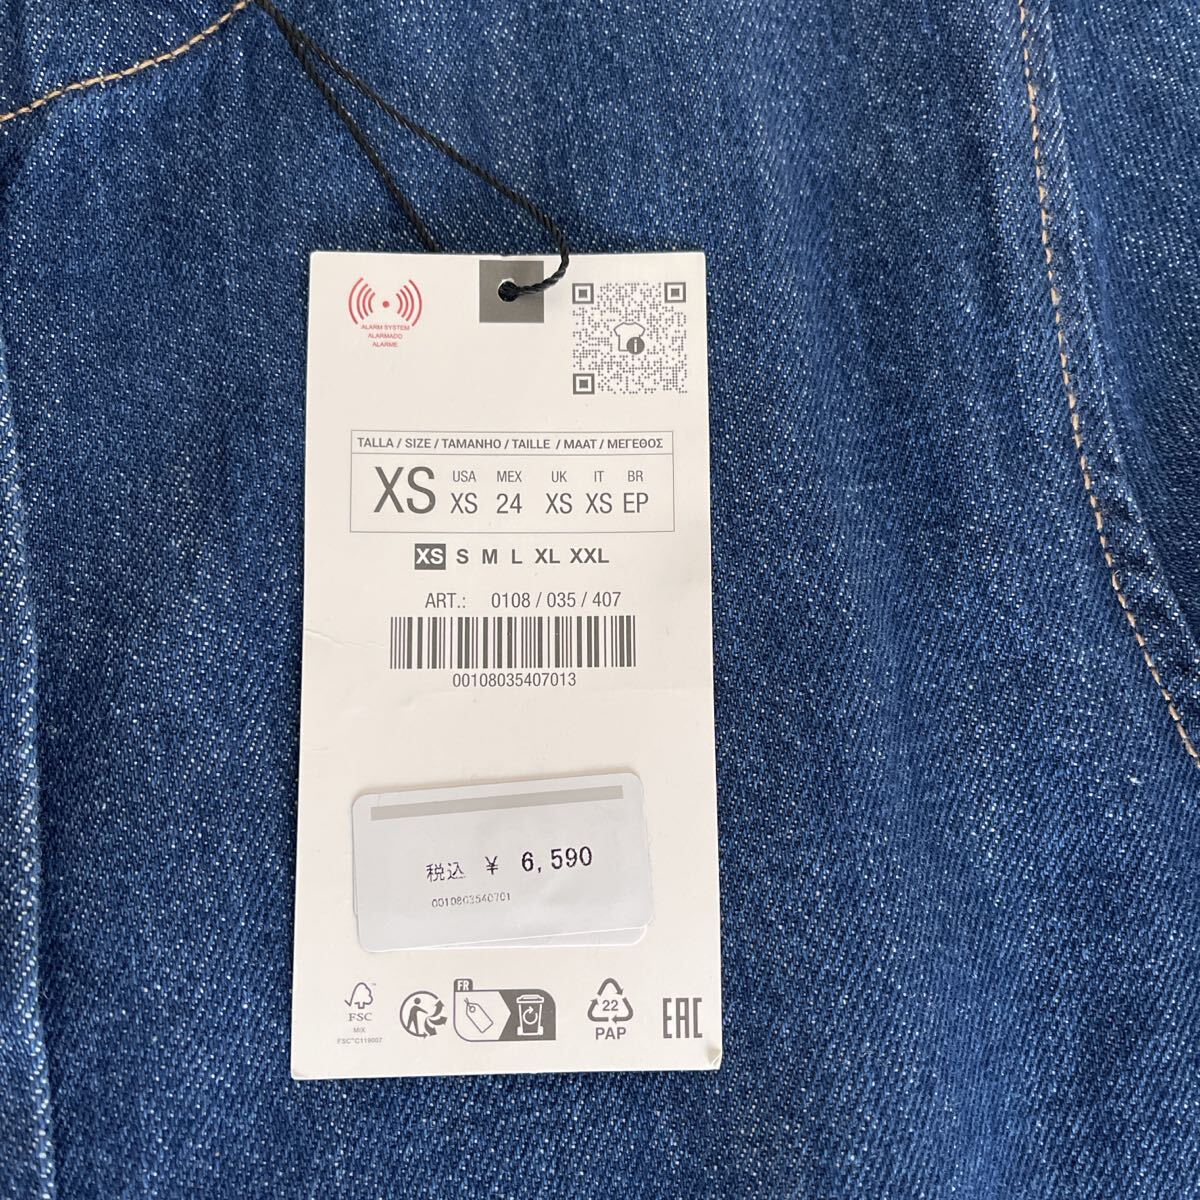 ALARM SYSTEM
ALARMADO
ALARME
i
TALLA / SIZE / TAMANHO / TAILLE / MAAT / ΜΕΓΕΘΟΣ
XS
USA MEX UK IT BR
XS 24 XS XS EP
XS S M L XL XXL
ART.: 0108 / 035 / 407
00108035407013
税込 ¥ 6,590
0010803540701
FSC
MIX
FSC™C119007
FR
22
PAP
EAC